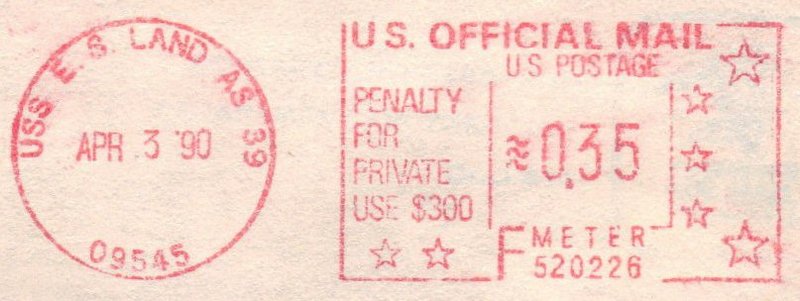 USS E. S. LAND AS 39
APR 3 '90
09545
U.S. OFFICIAL MAIL
U.S. POSTAGE
PENALTY
FOR
PRIVATE
USE $300
≈0.35
METER
520226